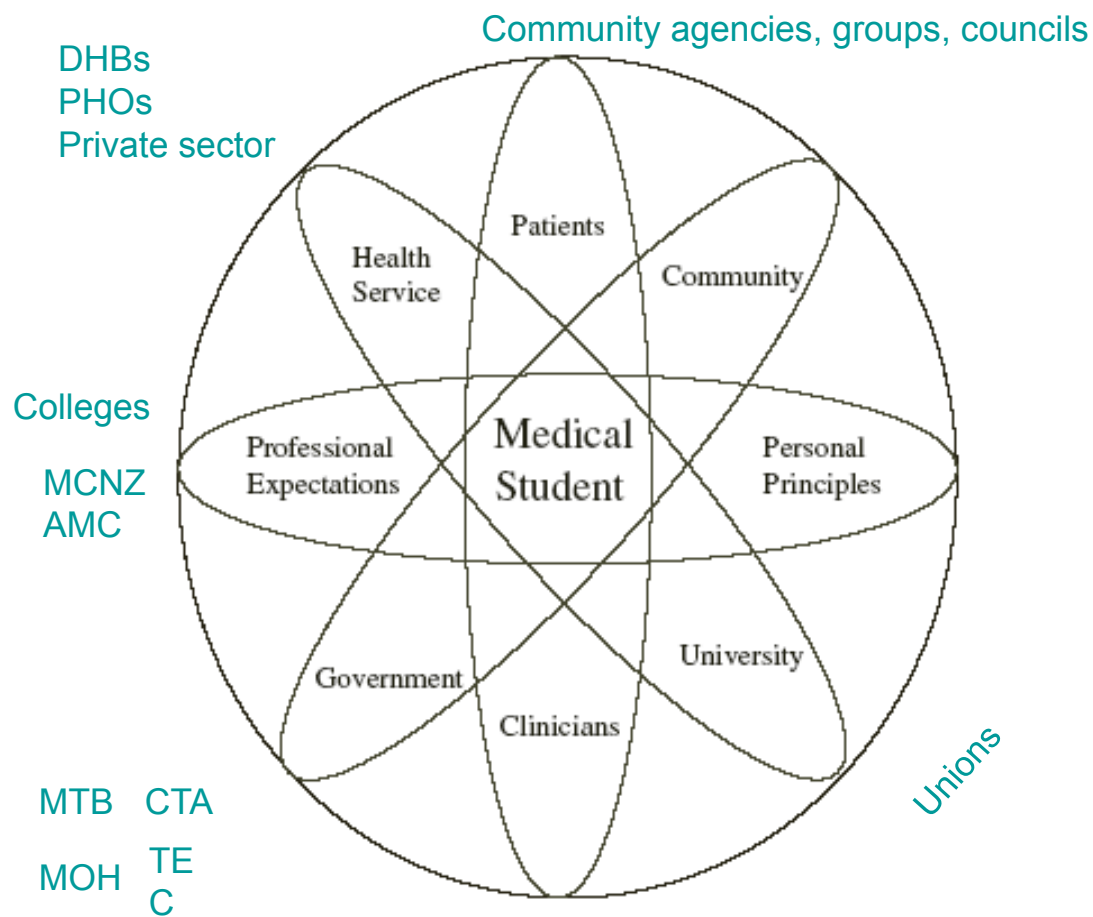 Community agencies, groups, councils
DHBs
PHOs
Private sector
Patients
Health
Service
Community
Colleges
Medical
Student
Professional
Expectations
Personal
Principles
MCNZ
AMC
University
Government
Clinicians
Unions
MTB CTA
MOH TE
C